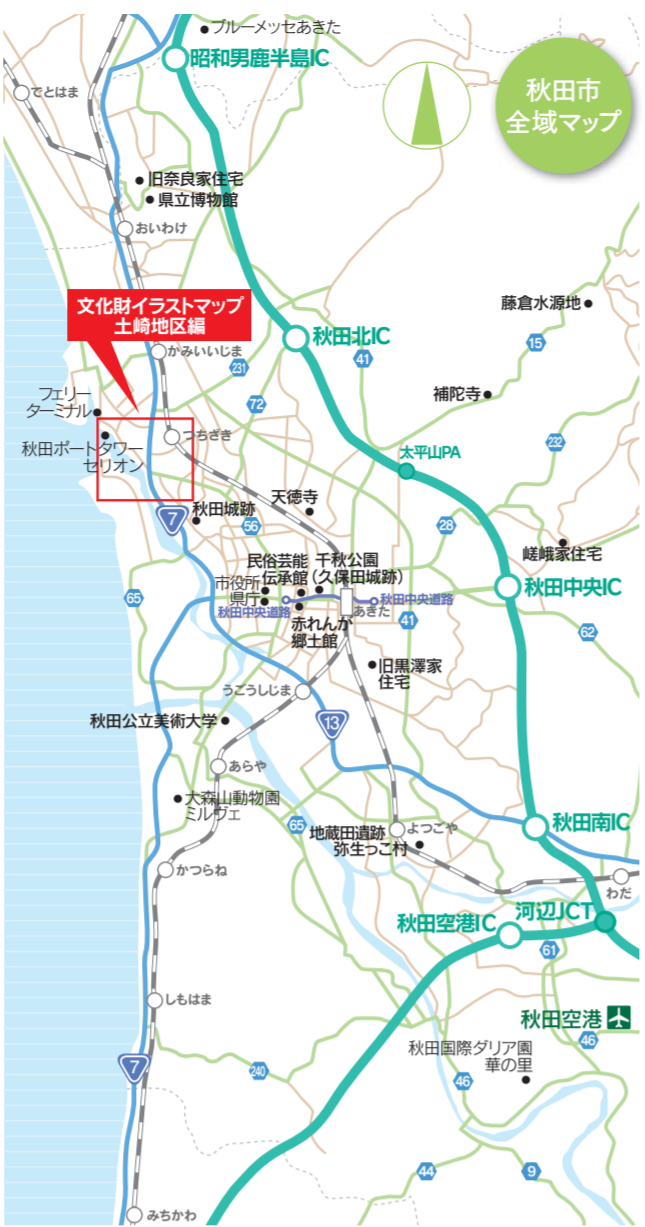 ブルーメッセあきた
昭和男鹿半島IC
秋田市
全域マップ
でとはま
旧奈良家住宅
県立博物館
おいわけ
文化財イラストマップ
土崎地区編
藤倉水源地
秋田北IC
15
かみいいじま
41
231
72
補陀寺
フェリー
ターミナル
つちざき
232
秋田ポートタワー
セリオン
太平山PA
天徳寺
7
秋田城跡
56
28
嵯峨家住宅
民俗芸能
伝承館
千秋公園
(久保田城跡)
市役所
県庁
秋田中央IC
65
秋田中央道路
秋田中央道路
あきた
41
62
赤れんが
郷土館
旧黒澤家
住宅
うごうしじま
秋田公立美術大学
13
あらや
大森山動物園
ミルヴェ
65
地蔵田遺跡
弥生っこ村
よつごや
秋田南IC
かつらね
わだ
秋田空港IC
河辺JCT
61
しもはま
秋田空港
46
秋田国際ダリア園
華の里
7
240
46
44
9
みちかわ